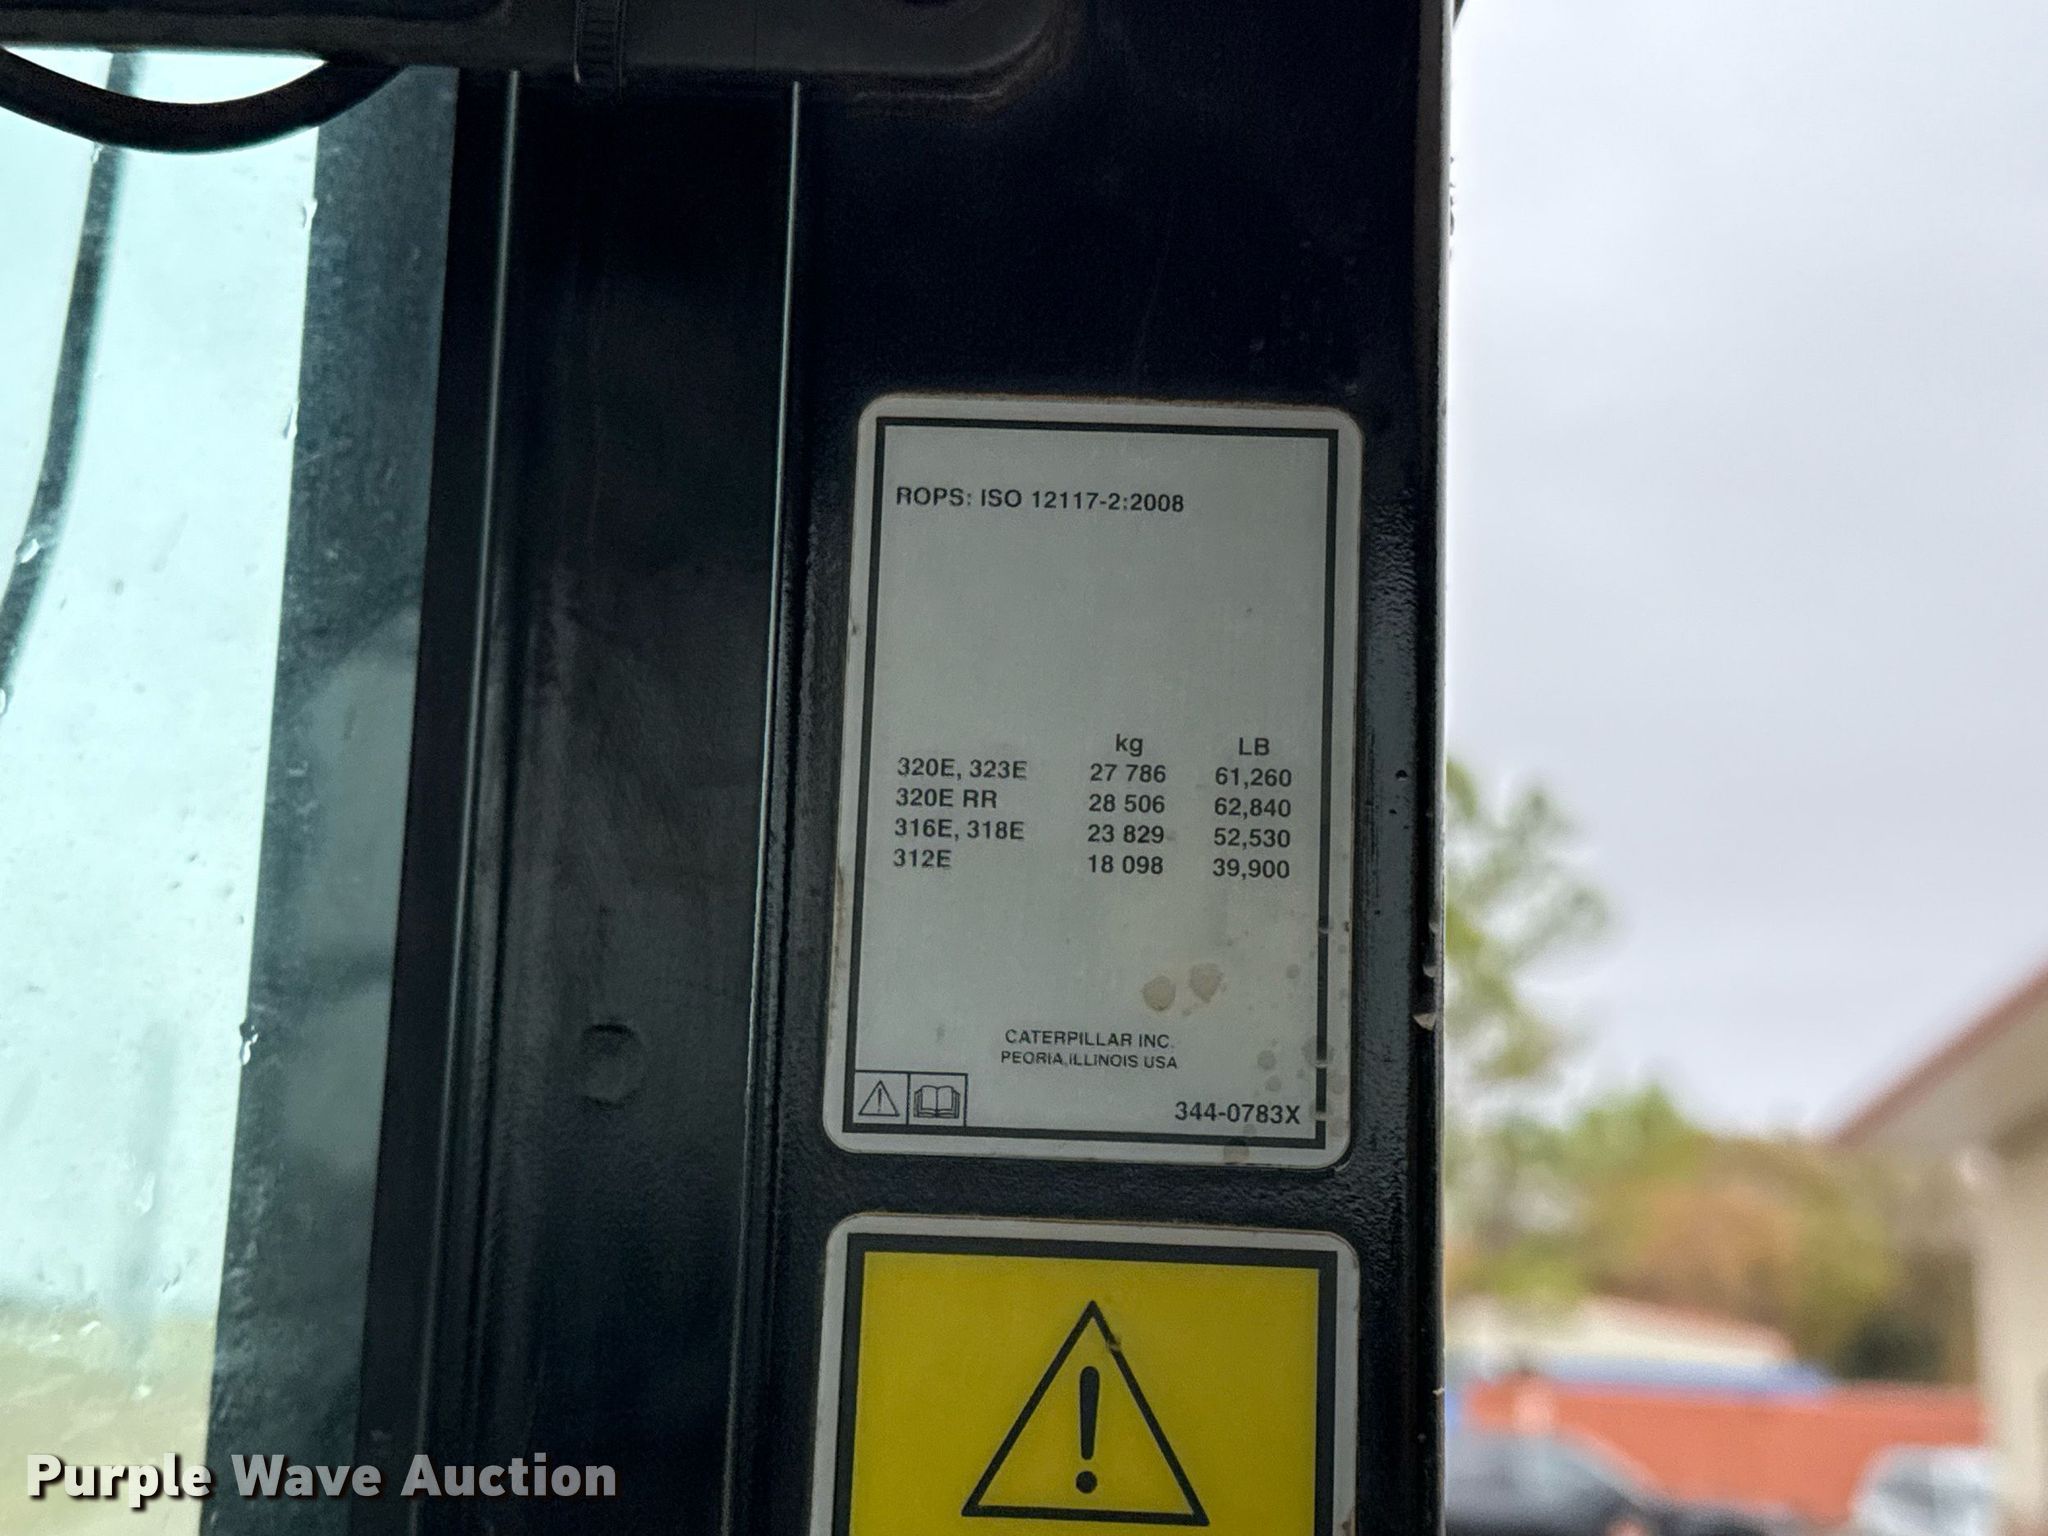 ROPS: ISO 12117-2:2008
kg LB
320E, 323E 27 786 61,260
320E RR 28 506 62,840
316E, 318E 23 829 52,530
312E 18 098 39,900
CATERPILLAR INC.
PEORIA, ILLINOIS USA
344-0783X
Purple Wave Auction